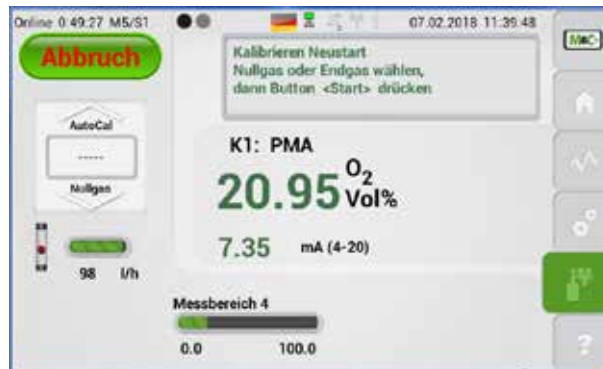 Online 0:49:27 M5/S1
07.02.2018 11:39:48
M&C
Abbruch
Kalibrieren Neustart
Nullgas oder Endgas wählen,
dann Button <Start> drücken
AutoCal
-----
Nullgas
98 l/h
K1: PMA
20.95 O2 Vol%
7.35 mA (4-20)
Messbereich 4
0.0 100.0
?